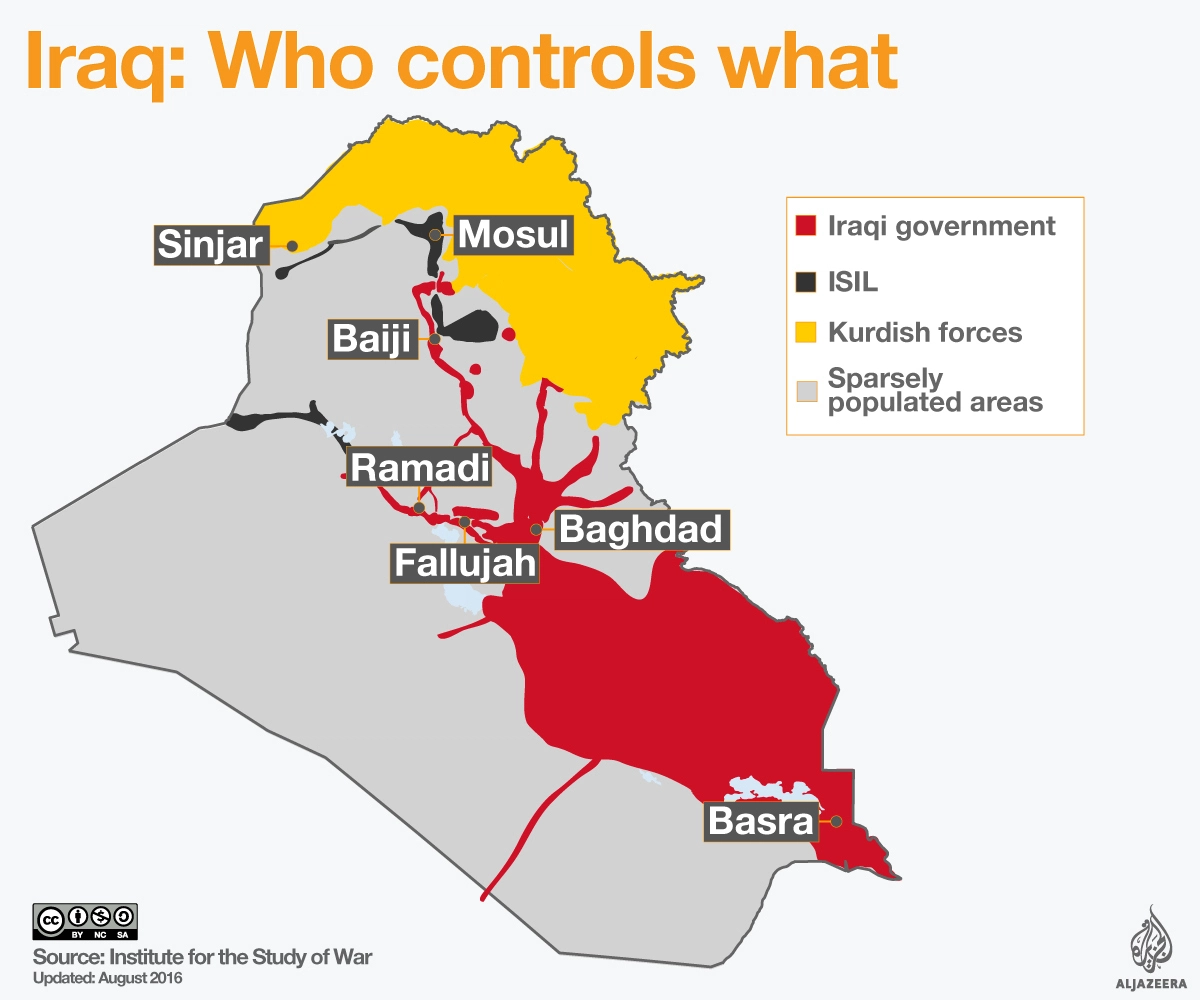 Iraq: Who controls what
Sinjar
Mosul
Baiji
Ramadi
Baghdad
Fallujah
Basra
Iraqi government
ISIL
Kurdish forces
Sparsely
populated areas
cc
BY NC SA
Source: Institute for the Study of War
Updated: August 2016
ALJAZEERA